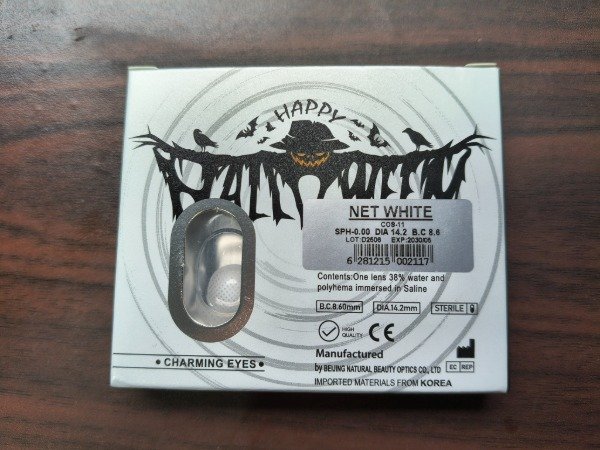 HAPPY
HALLOWEEN
NET WHITE
COS-11
SPH-0.00 DIA 14.2 B.C 8.6
LOT D2506 EXP:2030/05
6 281215 002117
Contents:One lens 38% water and
polyhema immersed in Saline
B.C.8.60mm DIA.14.2mm STERILE
HIGH
QUALITY
CE
Manufactured
by BEIJING NATURAL BEAUTY OPTICS CO., LTD EC REP
IMPORTED MATERIALS FROM KOREA
• CHARMING EYES •